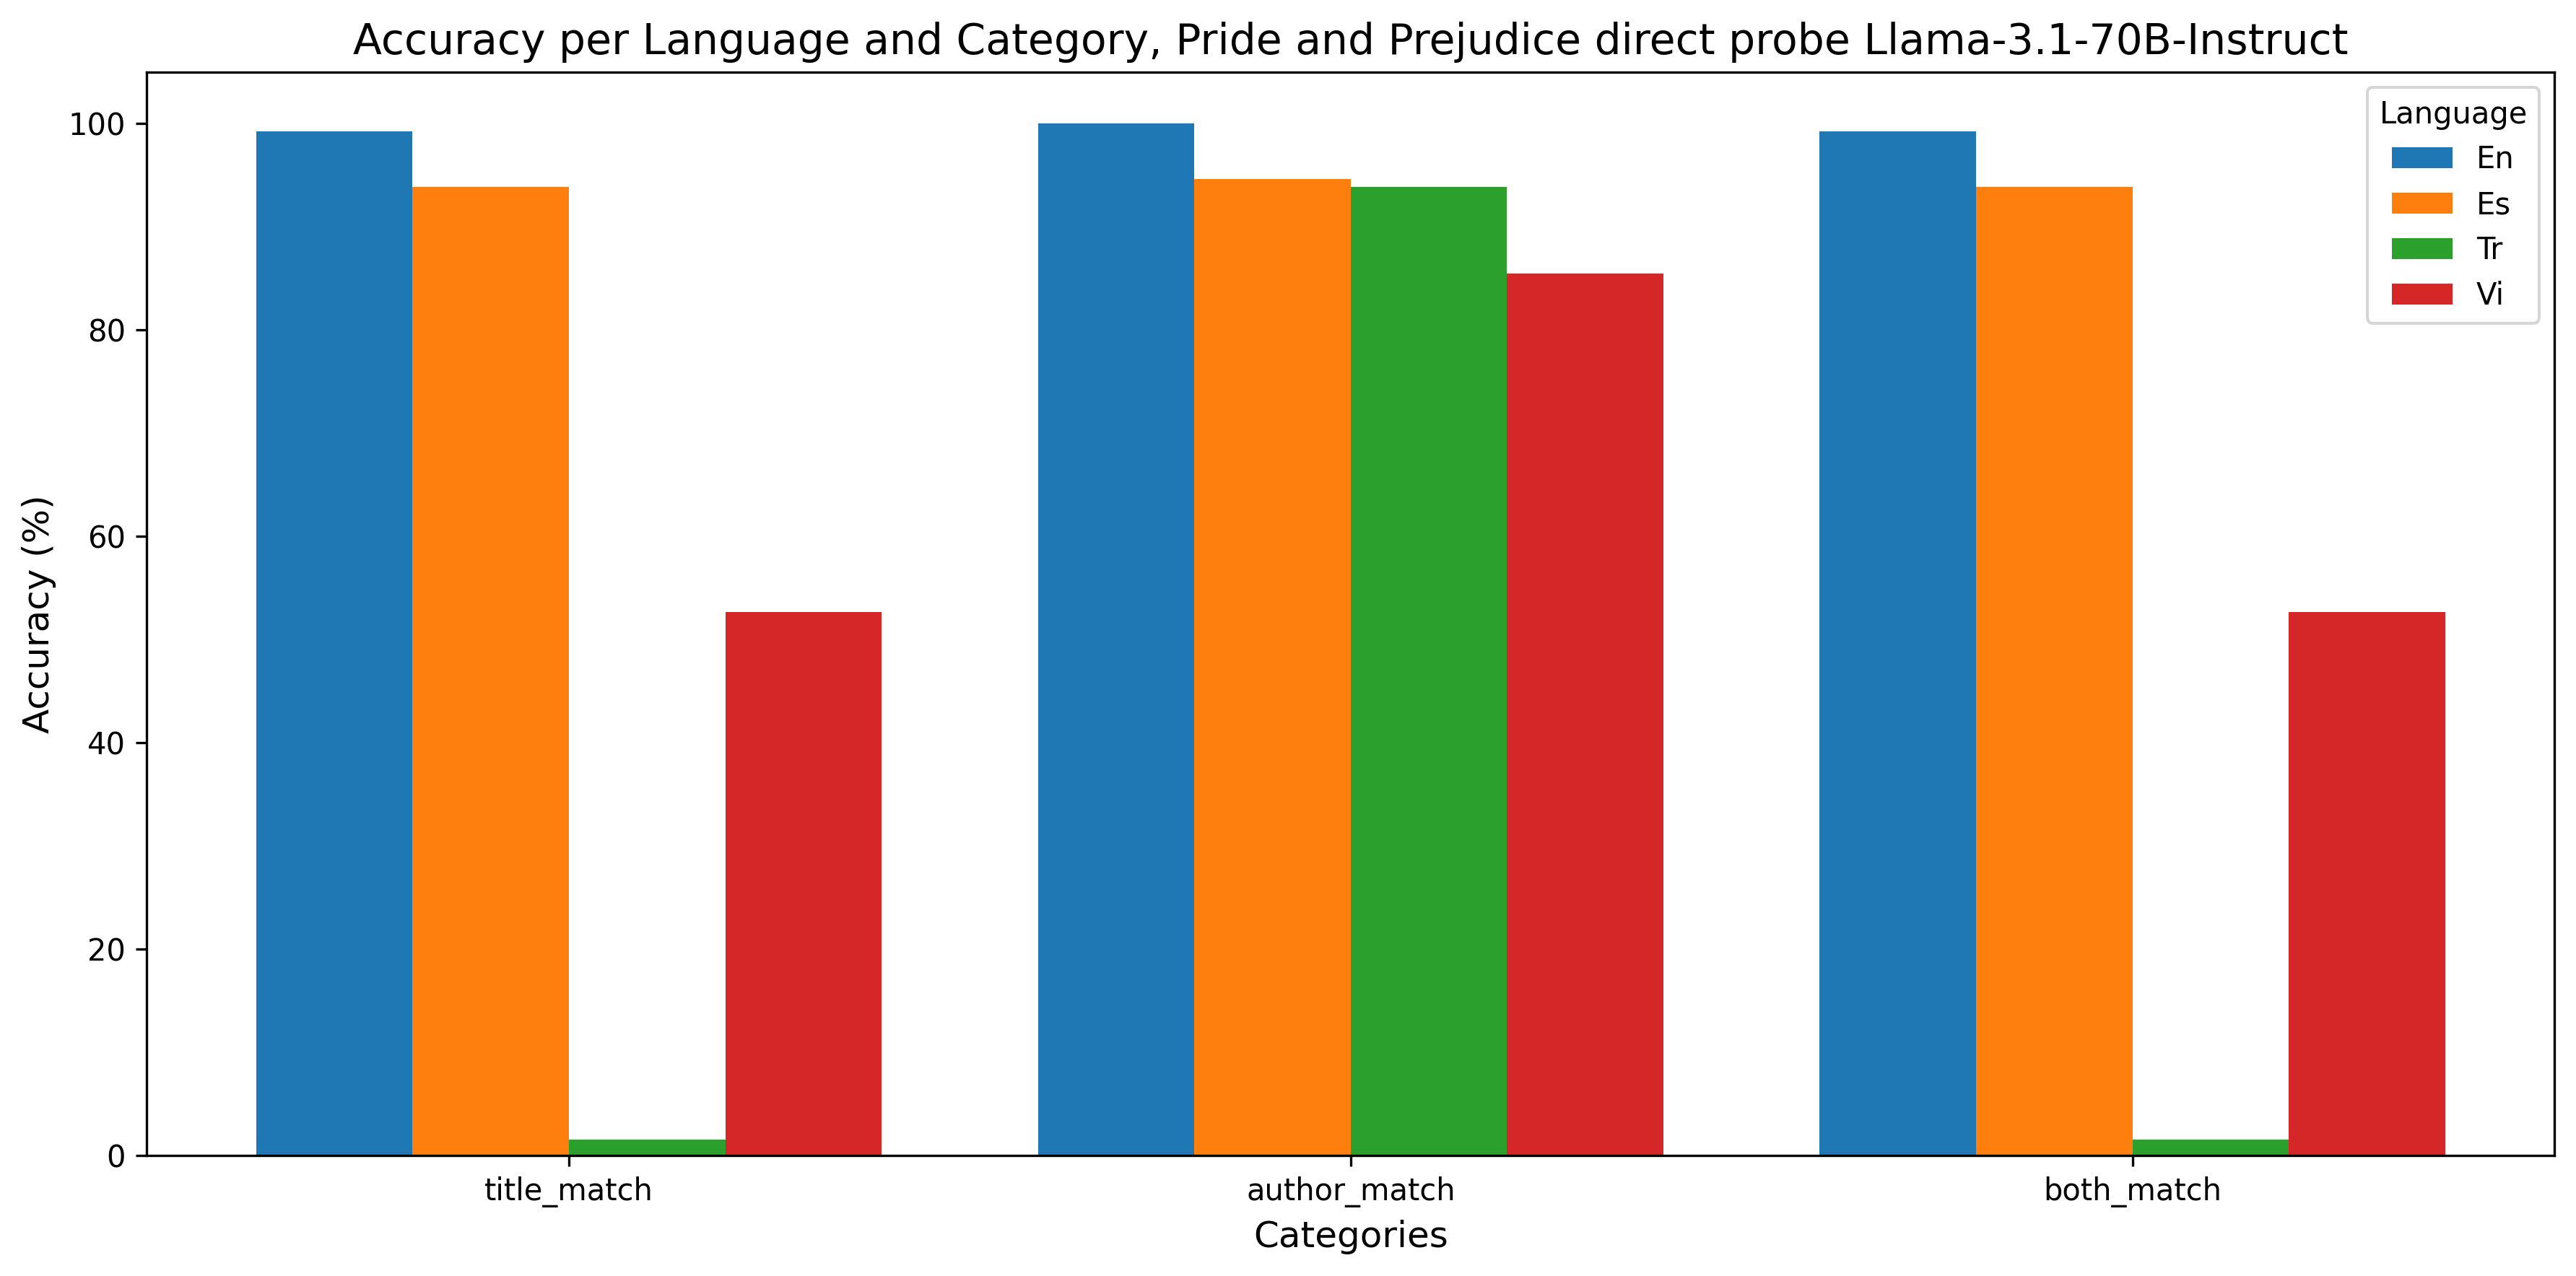 Accuracy per Language and Category, Pride and Prejudice direct probe Llama-3.1-70B-Instruct
Language
En
Es
Tr
Vi
Accuracy (%)
100
80
60
40
20
0
title_match author_match both_match
Categories